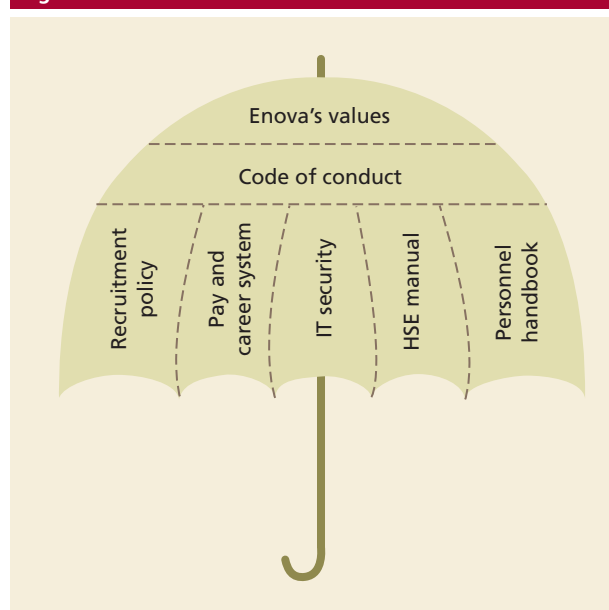 Enova's values
Code of conduct
Recruitment
policy
Pay and
career system
IT security
HSE manual
Personnel
handbook